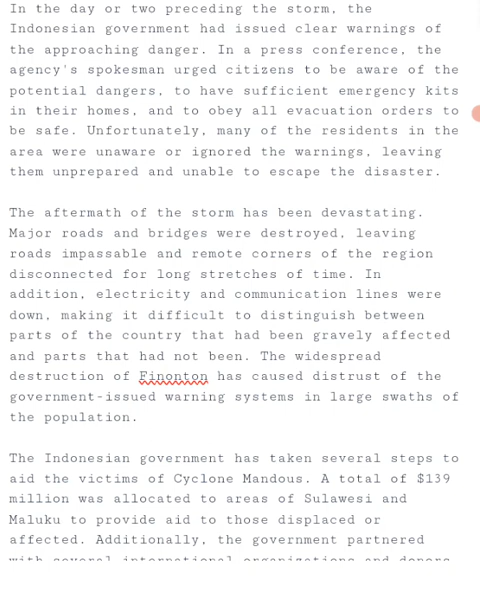 In the day or two preceding the storm, the
Indonesian government had issued clear warnings of
the approaching danger. In a press conference, the
agency's spokesman urged citizens to be aware of the
potential dangers, to have sufficient emergency kits
in their homes, and to obey all evacuation orders to
be safe. Unfortunately, many of the residents in the
area were unaware or ignored the warnings, leaving
them unprepared and unable to escape the disaster.
The aftermath of the storm has been devastating.
Major roads and bridges were destroyed, leaving
roads impassable and remote corners of the region
disconnected for long stretches of time. In
addition, electricity and communication lines were
down, making it difficult to distinguish between
parts of the country that had been gravely affected
and parts that had not been. The widespread
destruction of Finonton has caused distrust of the
government-issued warning systems in large swaths of
the population.
The Indonesian government has taken several steps to
aid the victims of Cyclone Mandous. A total of $139
million was allocated to areas of Sulawesi and
Maluku to provide aid to those displaced or
affected. Additionally, the government partnered
with several international organizations and donors